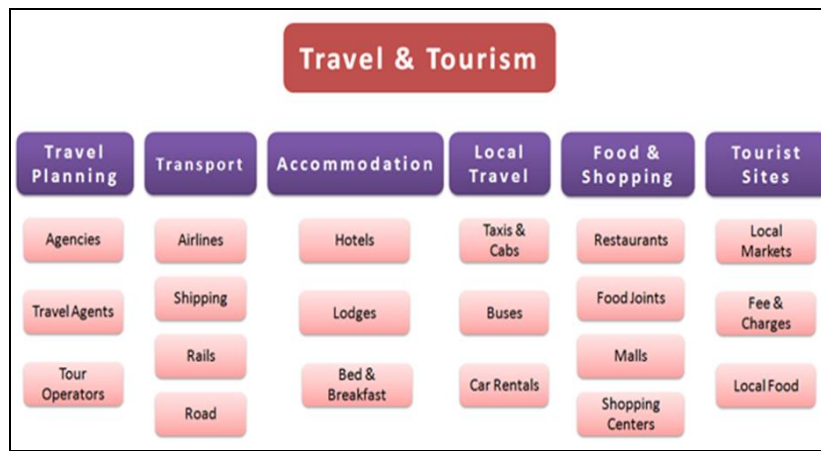 Travel & Tourism
Travel
Planning
Transport
Accommodation
Local
Travel
Food &
Shopping
Tourist
Sites
Agencies
Airlines
Hotels
Taxis &
Cabs
Restaurants
Local
Markets
Travel Agents
Shipping
Lodges
Buses
Food Joints
Fee &
Charges
Tour
Operators
Rails
Bed &
Breakfast
Car Rentals
Malls
Local Food
Road
Shopping
Centers